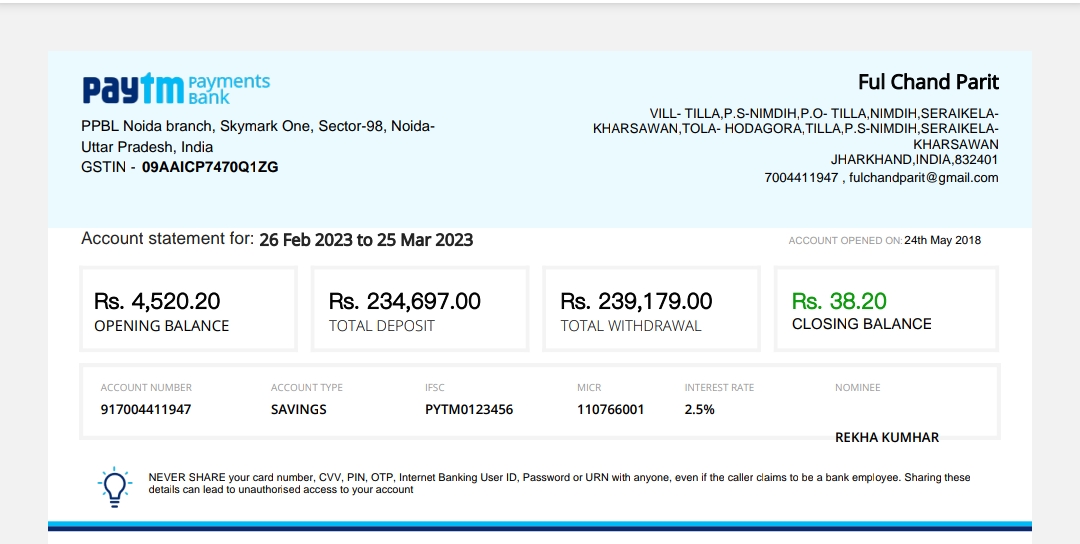 paytm Payments Bank
PPBL Noida branch, Skymark One, Sector-98, Noida-
Uttar Pradesh, India
GSTIN - 09AAICP7470Q1ZG
Ful Chand Parit
VILL- TILLA,P.S-NIMDIH,P.O- TILLA,NIMDIH,SERAIKELA-
KHARSAWAN,TOLA- HODAGORA,TILLA,P.S-NIMDIH,SERAIKELA-
KHARSAWAN
JHARKHAND,INDIA,832401
7004411947 , fulchandparit@gmail.com
Account statement for: 26 Feb 2023 to 25 Mar 2023
ACCOUNT OPENED ON: 24th May 2018
Rs. 4,520.20
OPENING BALANCE
Rs. 234,697.00
TOTAL DEPOSIT
Rs. 239,179.00
TOTAL WITHDRAWAL
Rs. 38.20
CLOSING BALANCE
ACCOUNT NUMBER
917004411947
ACCOUNT TYPE
SAVINGS
IFSC
PYTM0123456
MICR
110766001
INTEREST RATE
2.5%
NOMINEE
REKHA KUMHAR
NEVER SHARE your card number, CVV, PIN, OTP, Internet Banking User ID, Password or URN with anyone, even if the caller claims to be a bank employee. Sharing these
details can lead to unauthorised access to your account